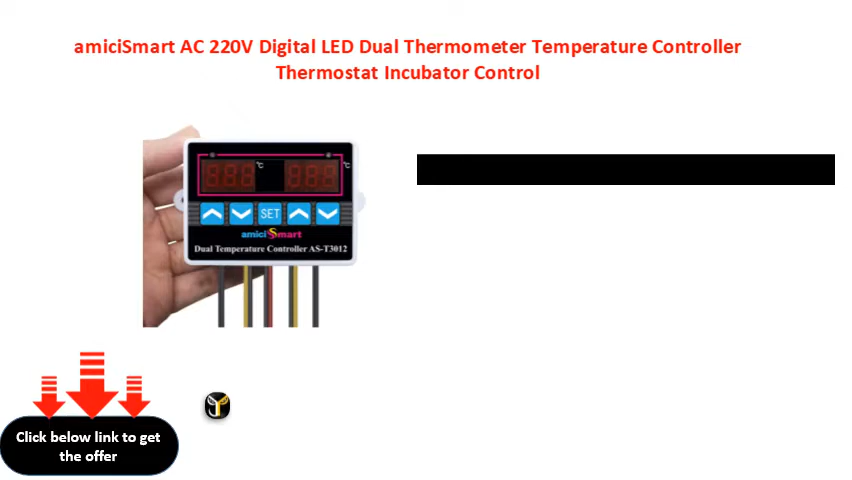 amiciSmart AC 220V Digital LED Dual Thermometer Temperature Controller
Thermostat Incubator Control
°C
°C
SET
amiciSmart
Dual Temperature Controller AS-T3012
Click below link to get
the offer